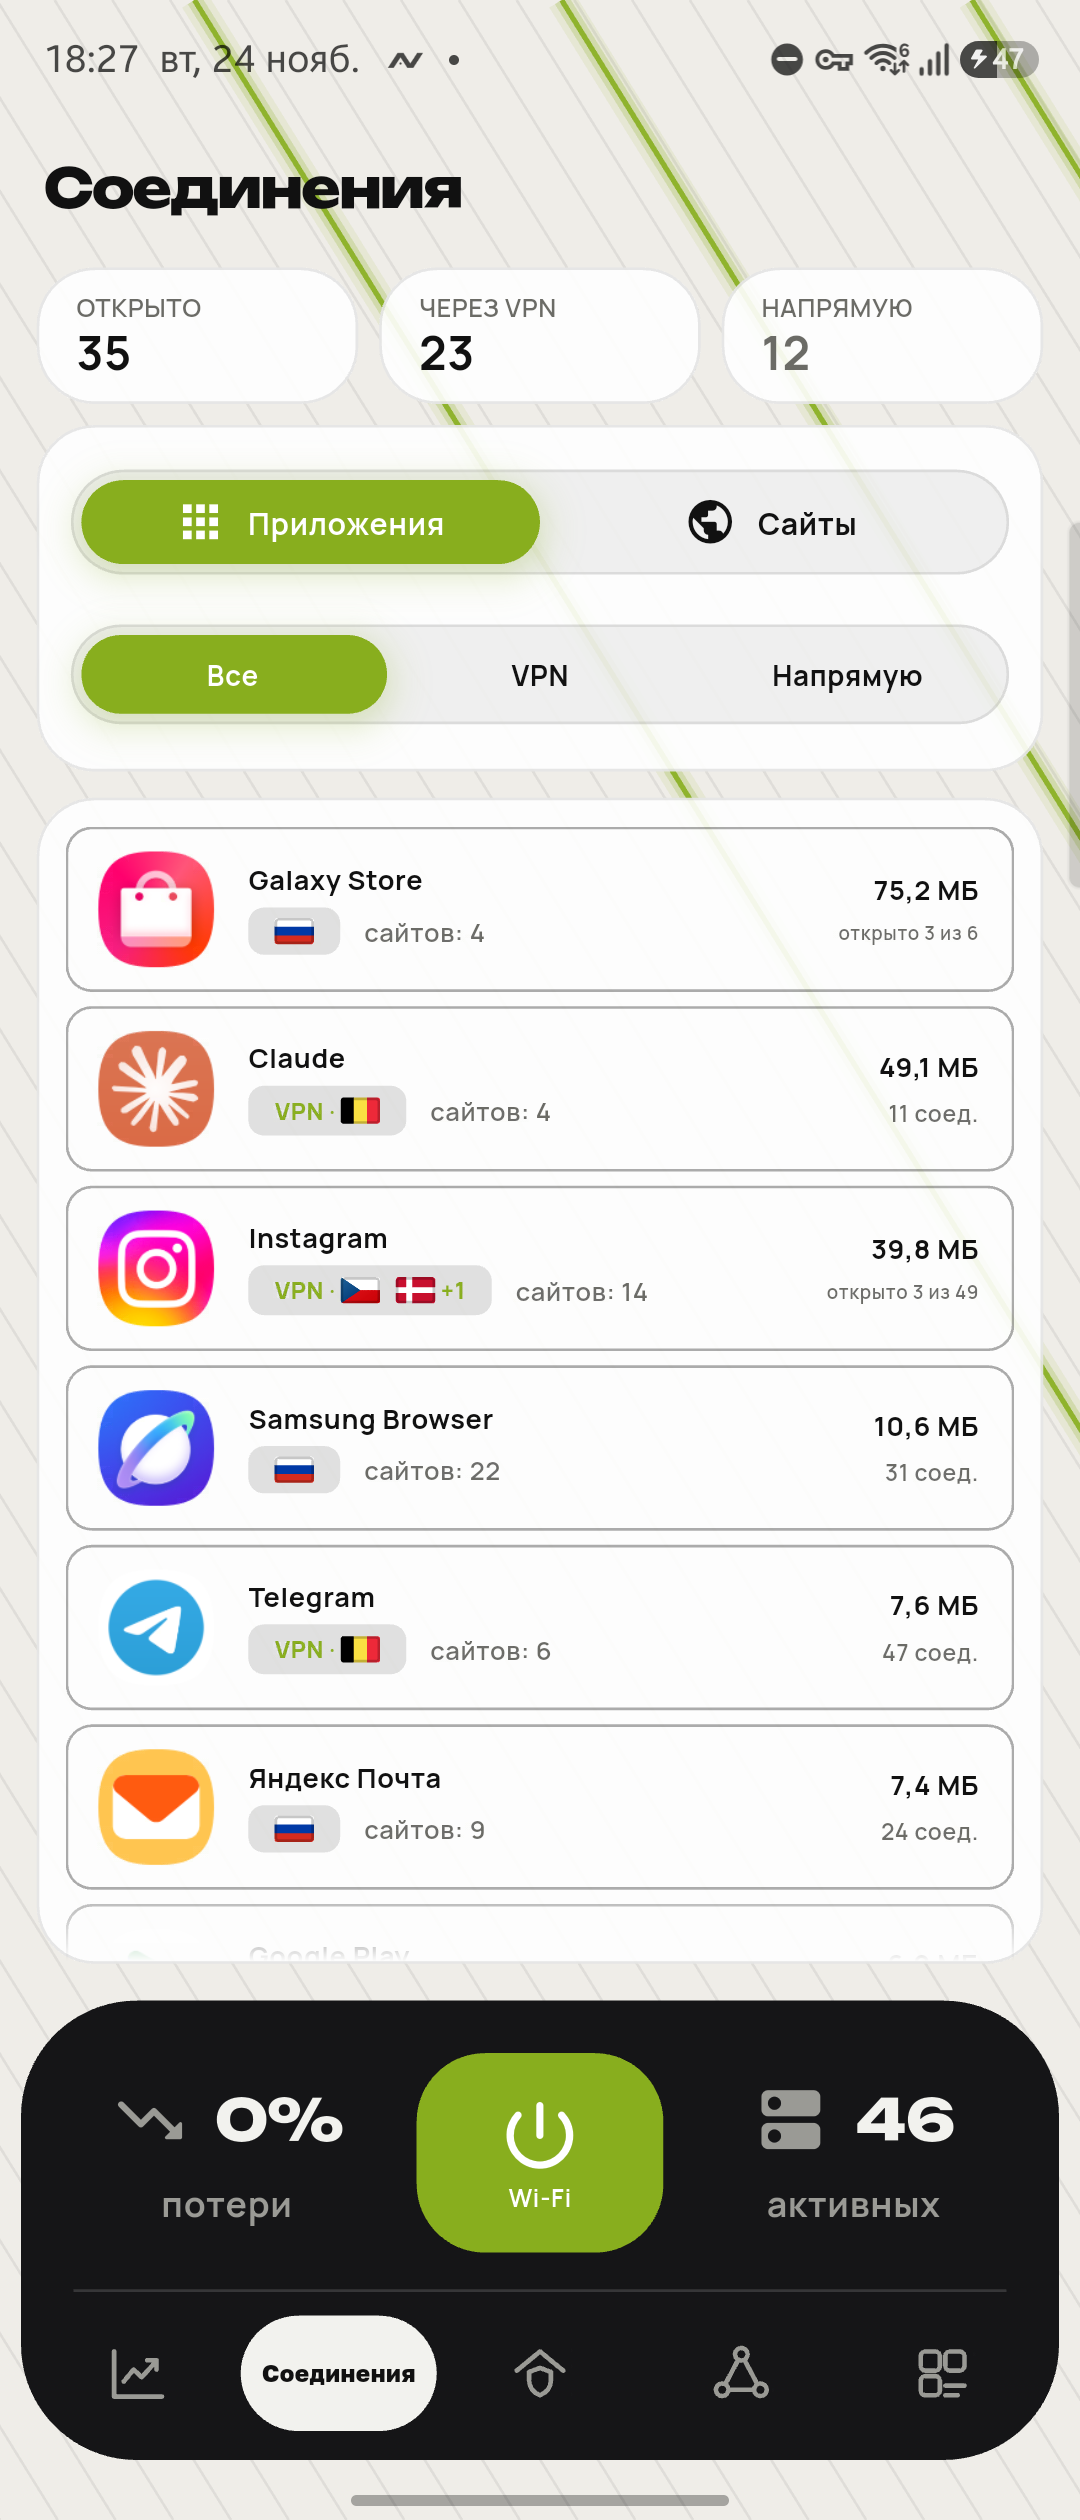 18:27 вт, 24 нояб.
6
47
Соединения
ОТКРЫТО
35
ЧЕРЕЗ VPN
23
НАПРЯМУЮ
12
Приложения
Сайты
Все
VPN
Напрямую
Galaxy Store
сайтов: 4
75,2 МБ
открыто 3 из 6
Claude
VPN ·
сайтов: 4
49,1 МБ
11 соед.
Instagram
VPN · +1
сайтов: 14
39,8 МБ
открыто 3 из 49
Samsung Browser
сайтов: 22
10,6 МБ
31 соед.
Telegram
VPN ·
сайтов: 6
7,6 МБ
47 соед.
Яндекс Почта
сайтов: 9
7,4 МБ
24 соед.
Google Play
0%
потери
Wi-Fi
46
активных
Соединения